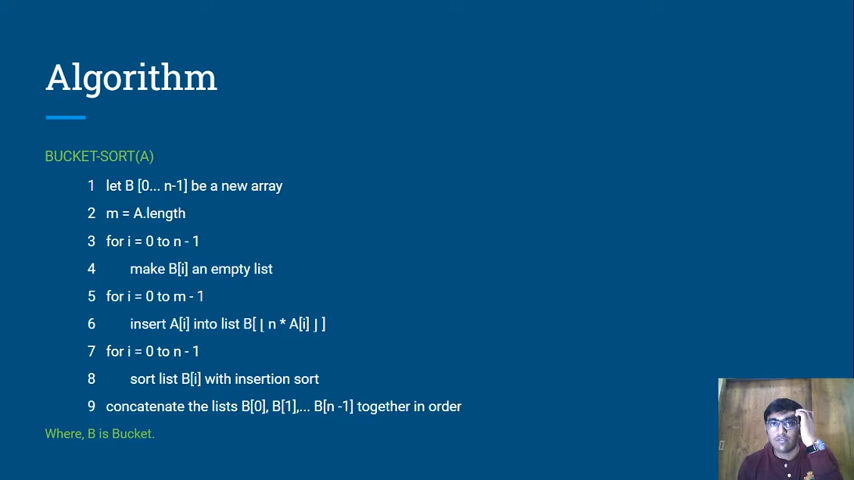 Algorithm
BUCKET-SORT(A)
1 let B [0... n-1] be a new array
2 m = A.length
3 for i = 0 to n - 1
4 make B[i] an empty list
5 for i = 0 to m - 1
6 insert A[i] into list B[ ⌊ n * A[i] ⌋ ]
7 for i = 0 to n - 1
8 sort list B[i] with insertion sort
9 concatenate the lists B[0], B[1],... B[n -1] together in order
Where, B is Bucket.